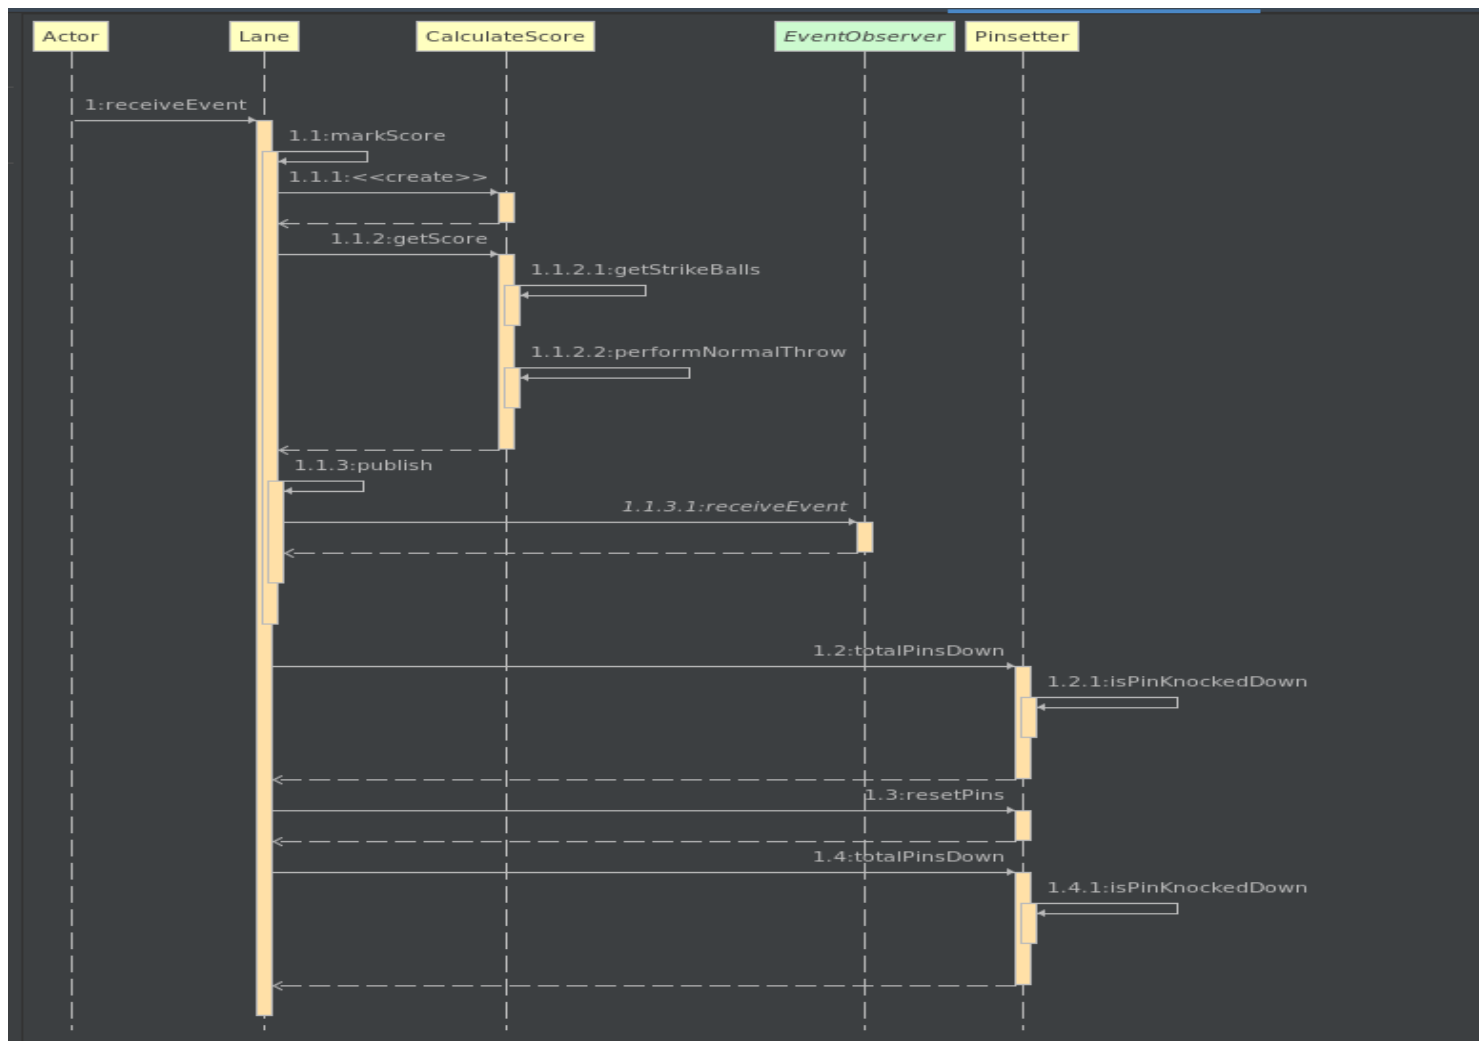 Actor
Lane
CalculateScore
EventObserver
Pinsetter
1:receiveEvent
1.1:markScore
1.1.1:<<create>>
1.1.2:getScore
1.1.2.1:getStrikeBalls
1.1.2.2:performNormalThrow
1.1.3:publish
1.1.3.1:receiveEvent
1.2:totalPinsDown
1.2.1:isPinKnockedDown
1.3:resetPins
1.4:totalPinsDown
1.4.1:isPinKnockedDown